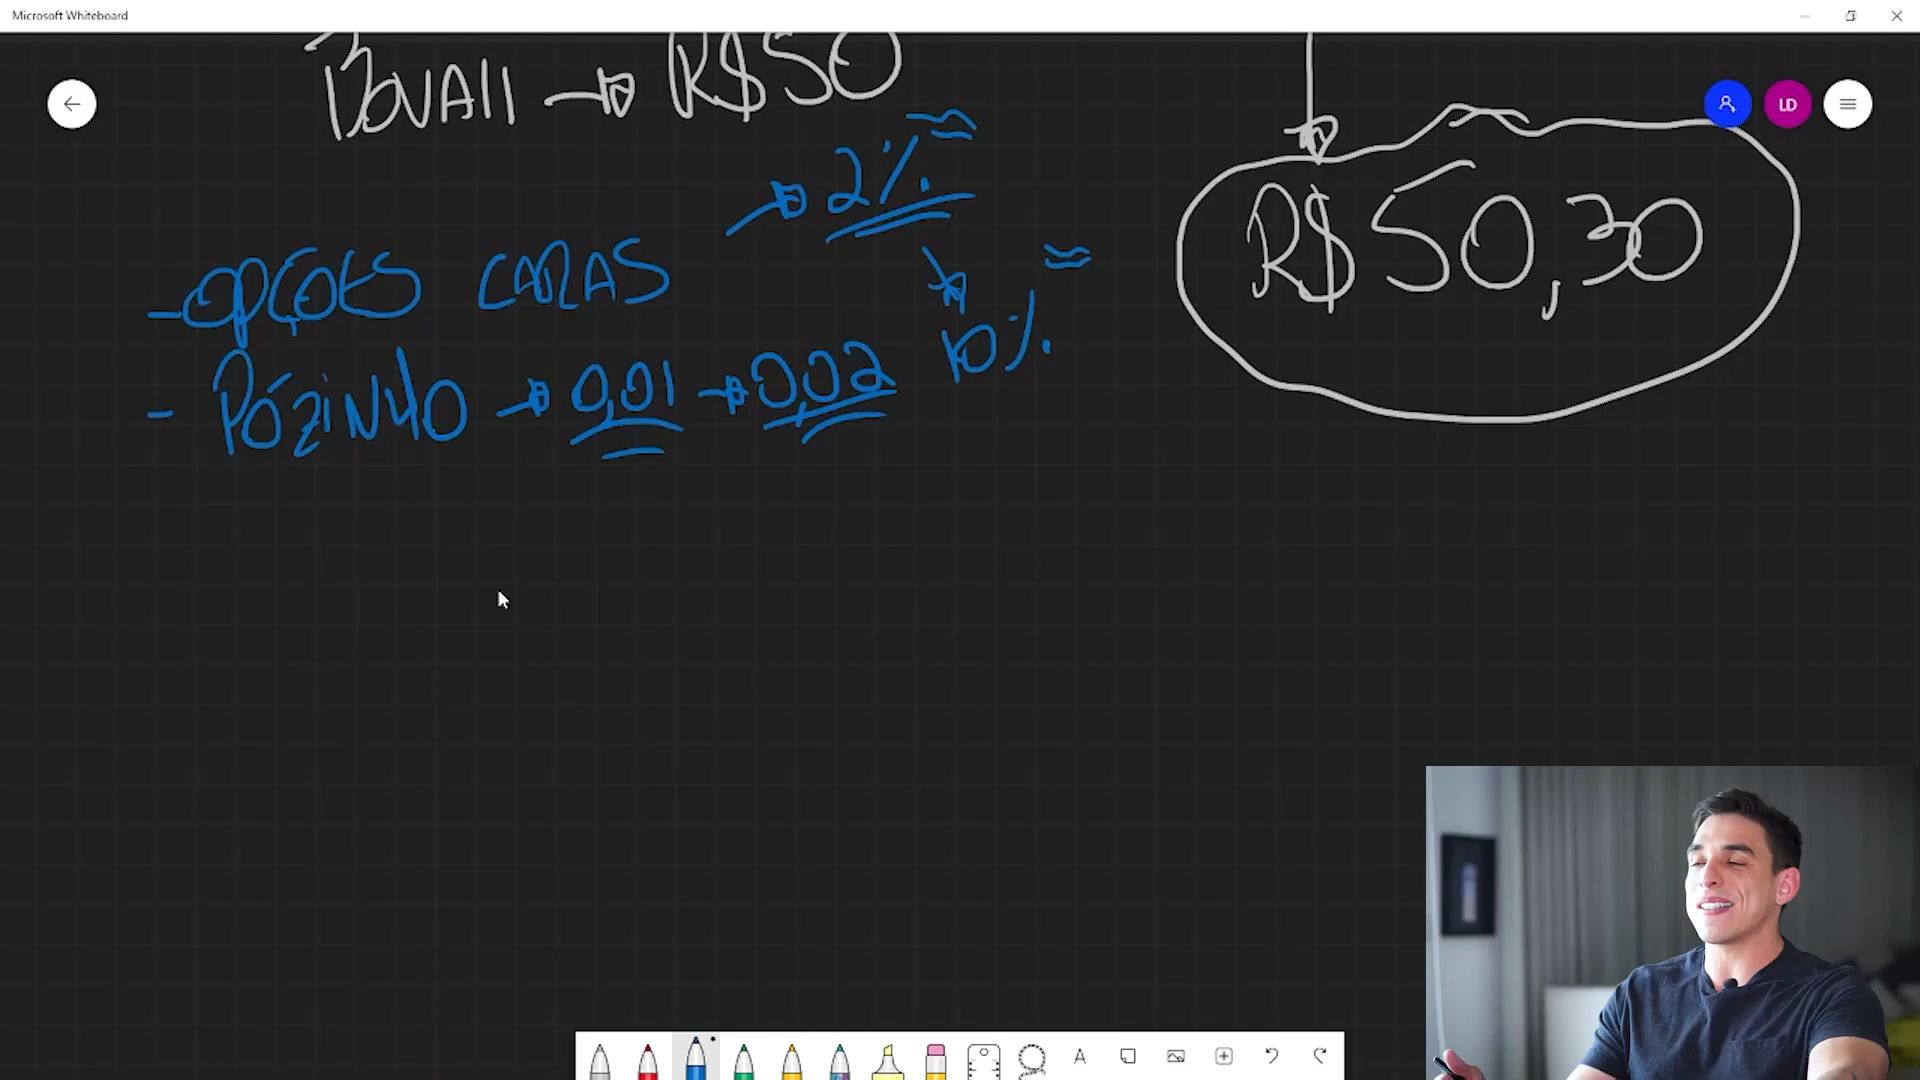 Microsoft Whiteboard
BOVA11 → R$50
LD
→ 2%. ≈
R$50,30
- OPÇÕES CARAS
10%. ≈
- PÓZINHO → 0,01 → 0,02
A